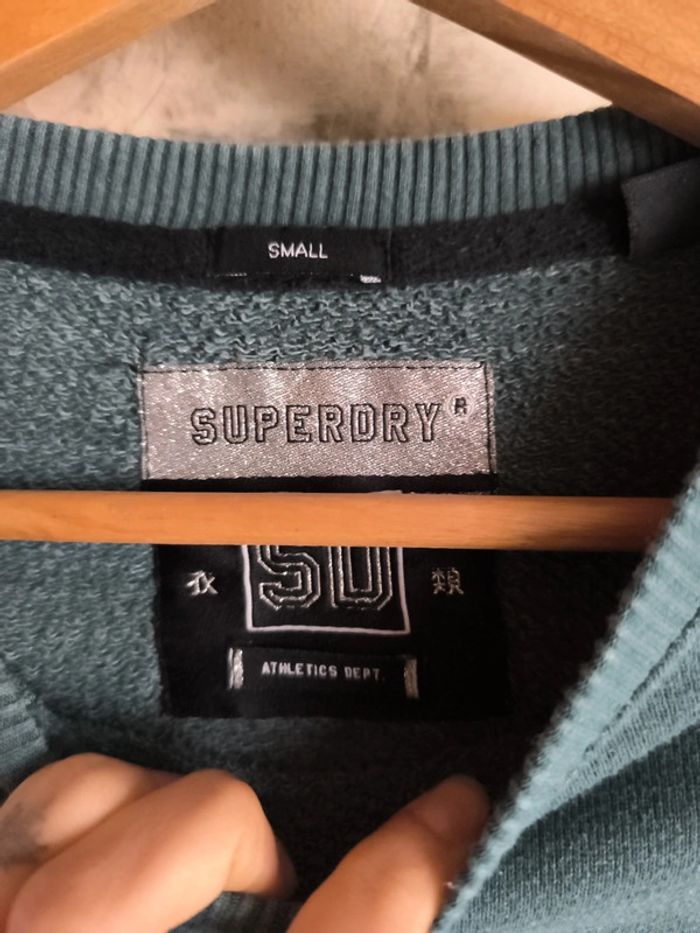 SMALL
SUPERDRY®
衣 SD 類
ATHLETICS DEPT.